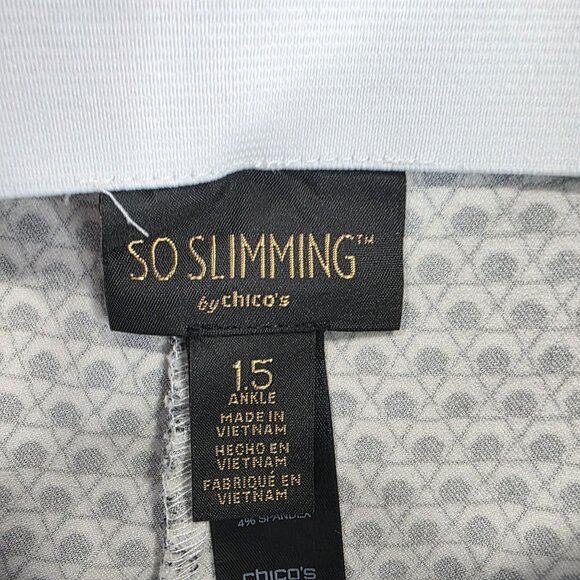 SO SLIMMING™
by chico's
1.5
ANKLE
MADE IN
VIETNAM
HECHO EN
VIETNAM
FABRIQUÉ EN
VIETNAM
4% SPANDEX
chico's